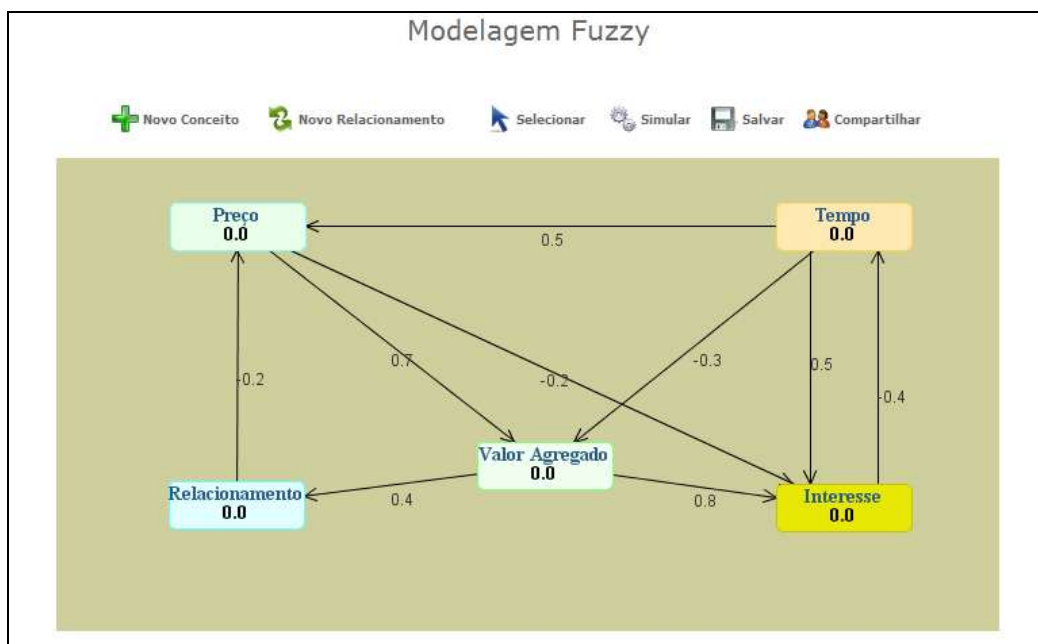 Modelagem Fuzzy
Novo Conceito Novo Relacionamento Selecionar Simular Salvar Compartilhar
Preço
0.0
Tempo
0.0
0.5
0.7
-0.2
-0.3
0.5
-0.2
-0.4
Valor Agregado
0.0
Relacionamento
0.0
0.4
0.8
Interesse
0.0